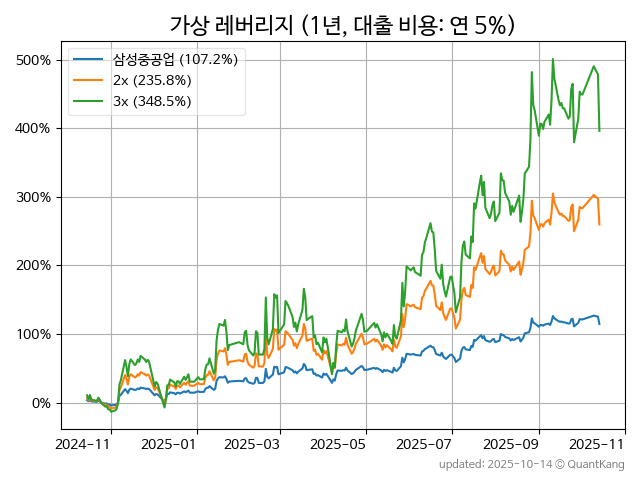 가상 레버리지 (1년, 대출 비용: 연 5%)
삼성중공업 (107.2%)
2x (235.8%)
3x (348.5%)
500%
400%
300%
200%
100%
0%
2024-11
2025-01
2025-03
2025-05
2025-07
2025-09
2025-11
updated: 2025-10-14 © QuantKang